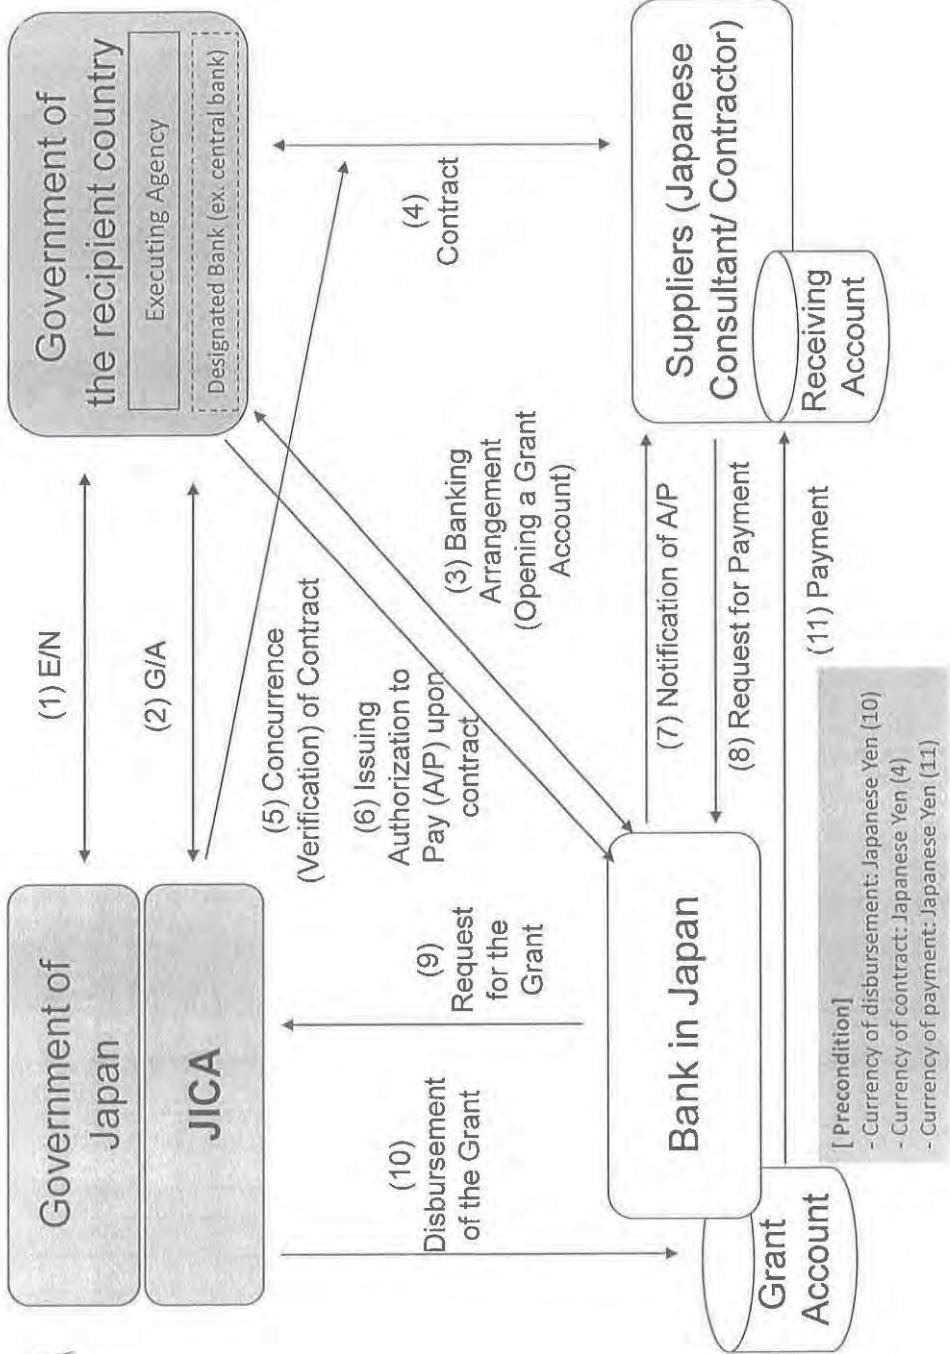 Government of
Japan
JICA
(1) E/N
(2) G/A
Government of
the recipient country
Executing Agency
Designated Bank (ex. central bank)
(5) Concurrence
(Verification) of Contract
(6) Issuing
Authorization to
Pay (A/P) upon
contract
(3) Banking
Arrangement
(Opening a Grant
Account)
(4)
Contract
(9)
Request
for the
Grant
(10)
Disbursement
of the Grant
Bank in Japan
Grant
Account
(7) Notification of A/P
(8) Request for Payment
(11) Payment
Suppliers (Japanese
Consultant/ Contractor)
Receiving
Account
[ Precondition]
- Currency of disbursement: Japanese Yen (10)
- Currency of contract: Japanese Yen (4)
- Currency of payment: Japanese Yen (11)